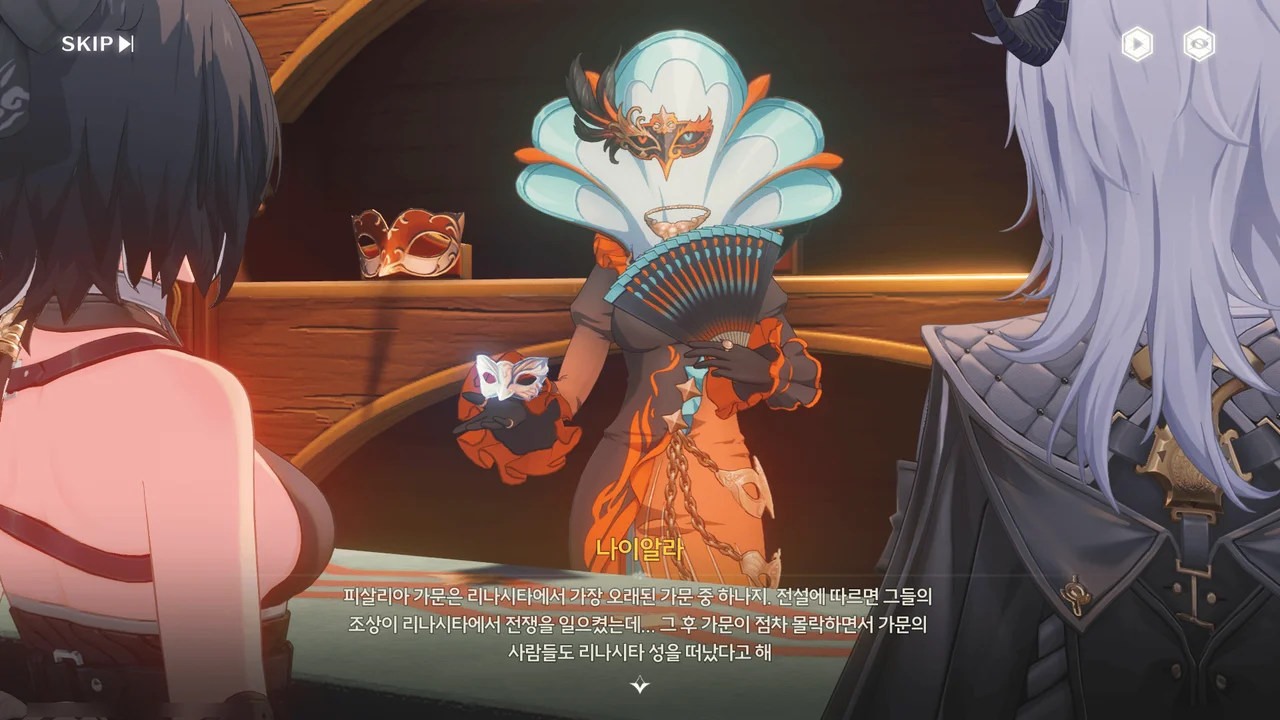 SKIP
나이알라
피살리아 가문은 리나시타에서 가장 오래된 가문 중 하나지. 전설에 따르면 그들의
조상이 리나시타에서 전쟁을 일으켰는데... 그 후 가문이 점차 몰락하면서 가문의
사람들도 리나시타 성을 떠났다고 해